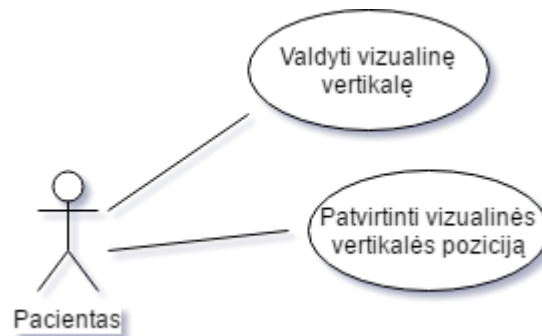 Valdyti vizualinę
vertikalę
Patvirtinti vizualinės
vertikalės poziciją
Pacientas